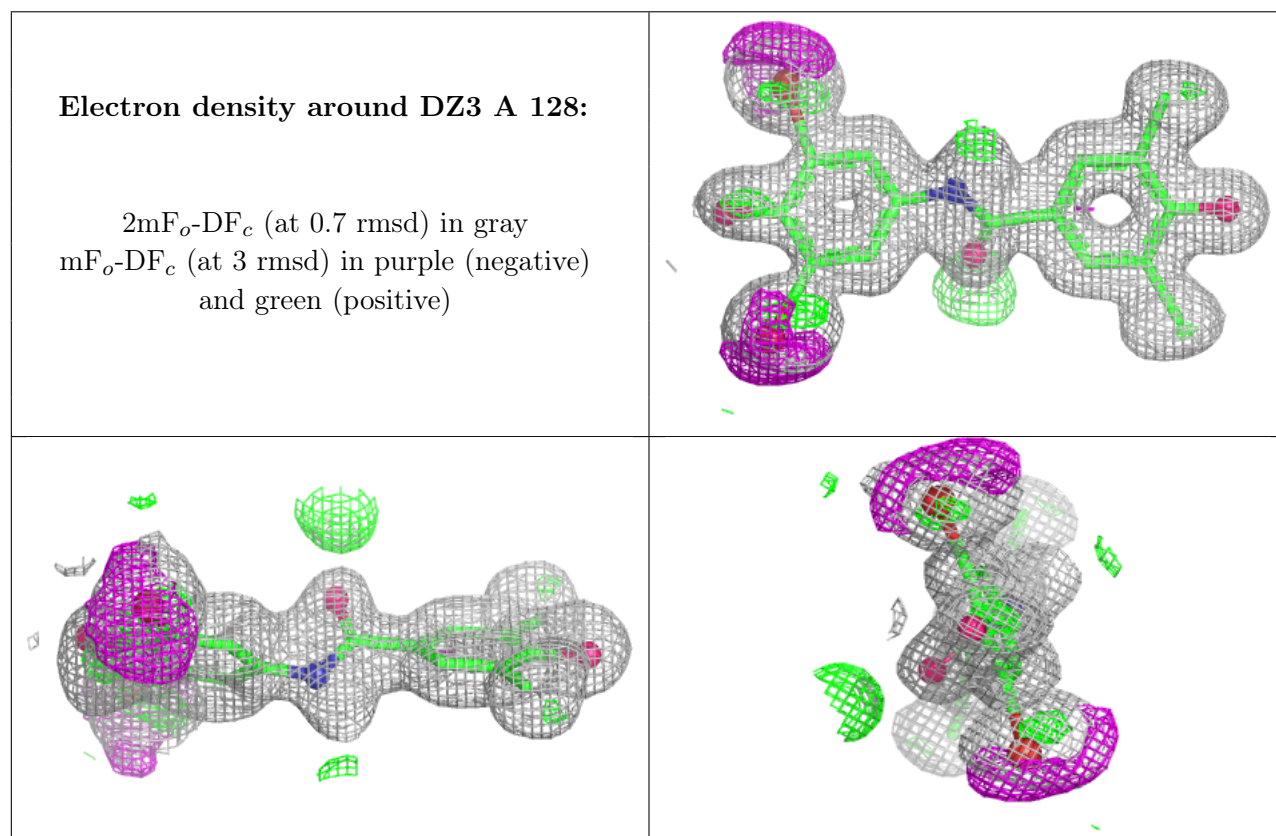 Electron density around DZ3 A 128:
2mFo-DFc (at 0.7 rmsd) in gray
mFo-DFc (at 3 rmsd) in purple (negative)
and green (positive)